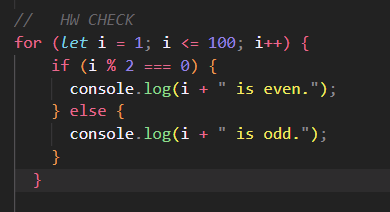 //   HW CHECK
for (let i = 1; i <= 100; i++) {
    if (i % 2 === 0) {
      console.log(i + " is even.");
    } else {
      console.log(i + " is odd.");
    }
  }